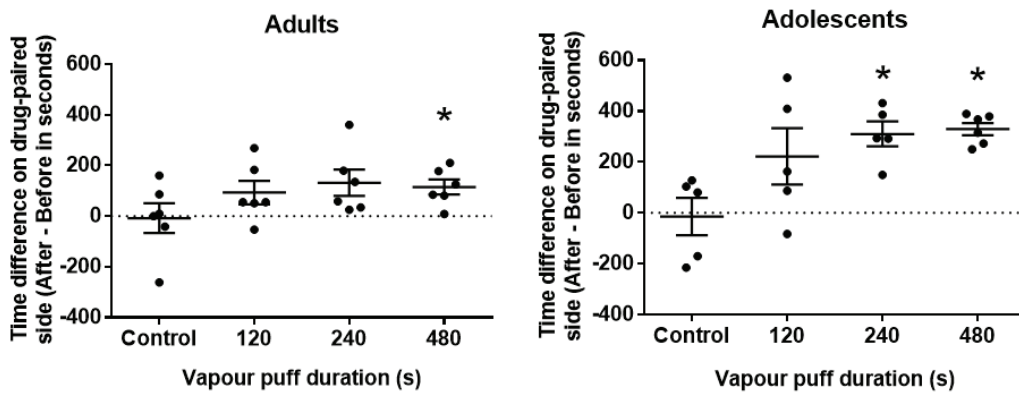 Adults
Time difference on drug-paired
side (After - Before in seconds)
600
400
200
0
-200
-400
*
Control 120 240 480
Vapour puff duration (s)
Adolescents
Time difference on drug-paired
side (After - Before in seconds)
600
400
200
0
-200
-400
* *
Control 120 240 480
Vapour puff duration (s)